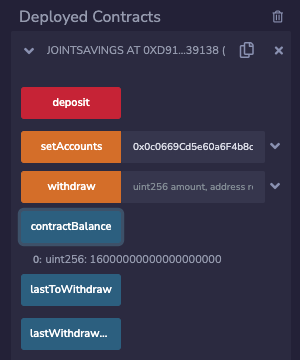 Deployed Contracts
JOINTSAVINGS AT 0XD91...39138 (
deposit
setAccounts 0x0c0669Cd5e60a6F4b8c
withdraw uint256 amount, address re
contractBalance
0: uint256: 16000000000000000000
lastToWithdraw
lastWithdraw...